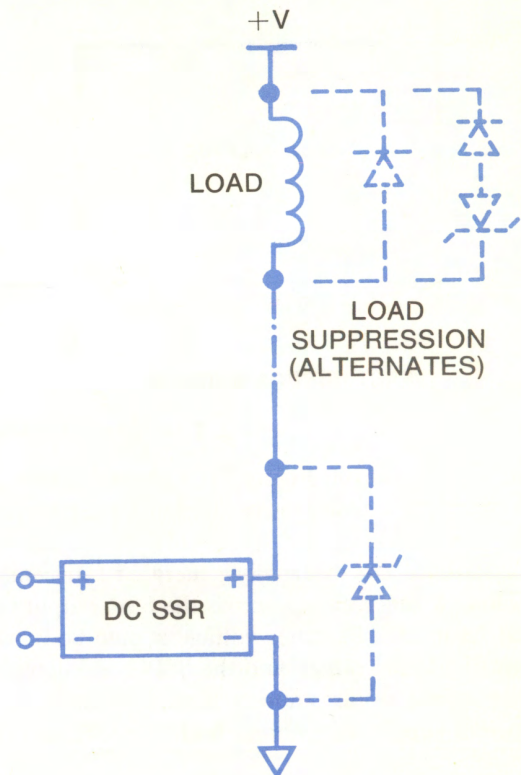 +V
LOAD
LOAD
SUPPRESSION
(ALTERNATES)
+ +
DC SSR
− −